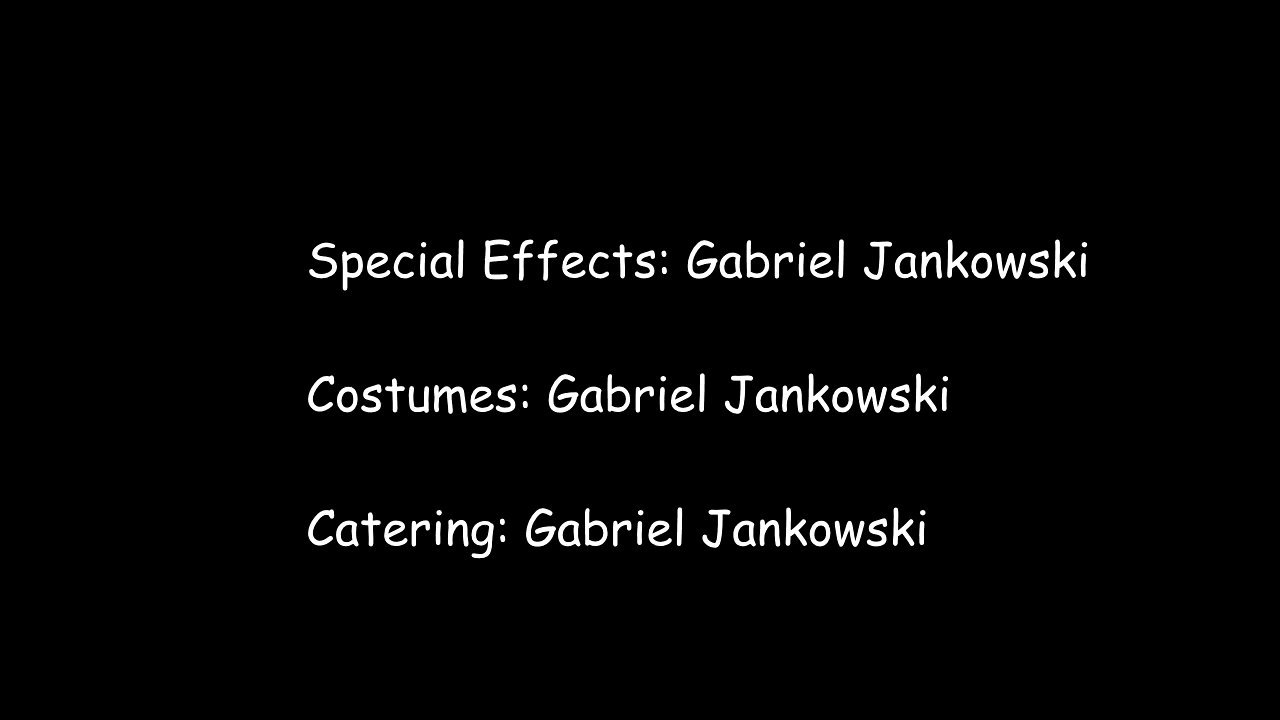 Special Effects: Gabriel Jankowski
Costumes: Gabriel Jankowski
Catering: Gabriel Jankowski